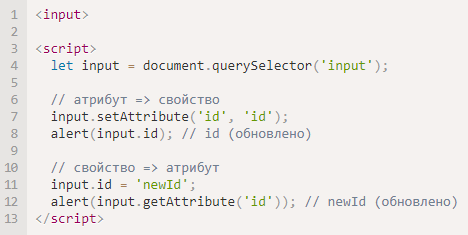 1 <input>
2
3 <script>
4   let input = document.querySelector('input');
5
6   // атрибут => свойство
7   input.setAttribute('id', 'id');
8   alert(input.id); // id (обновлено)
9
10   // свойство => атрибут
11   input.id = 'newId';
12   alert(input.getAttribute('id')); // newId (обновлено)
13 </script>